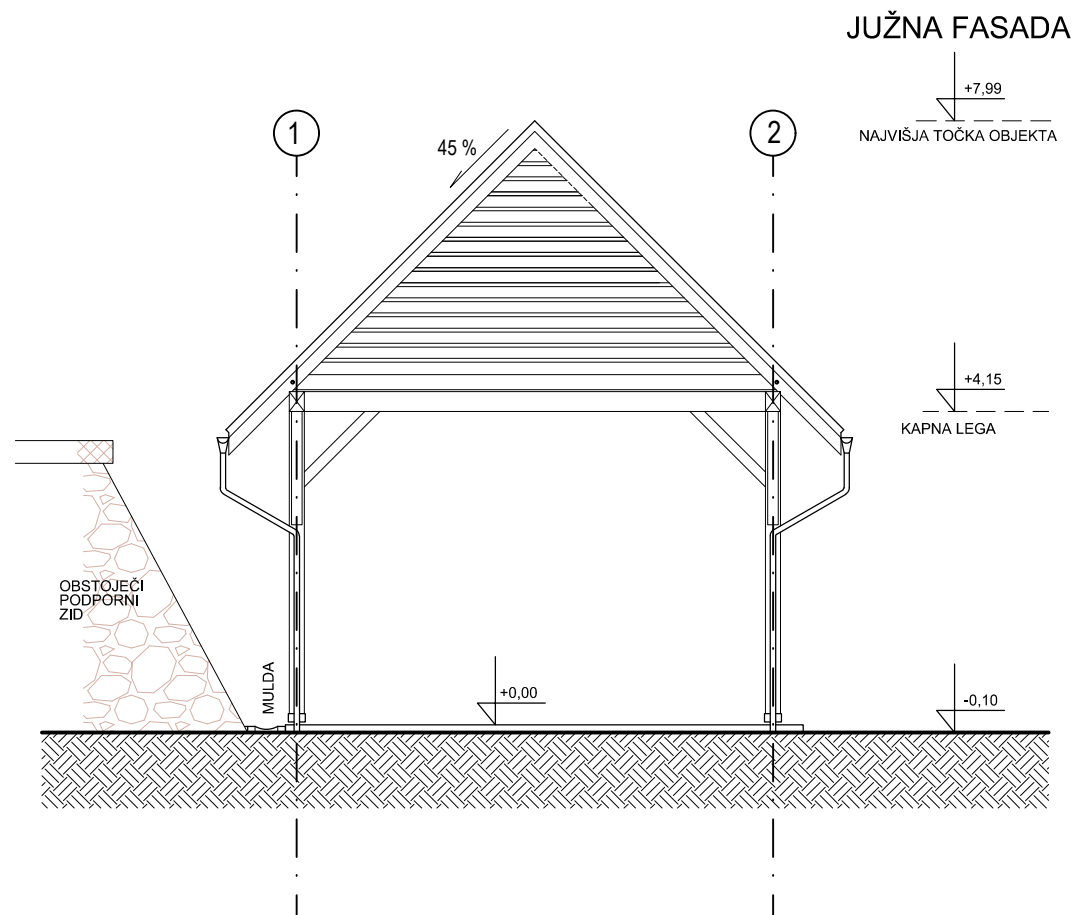 JUŽNA FASADA
+7,99
NAJVIŠJA TOČKA OBJEKTA
1
2
45 %
+4,15
KAPNA LEGA
OBSTOJEČI
PODPORNI
ZID
MULDA
+0,00
-0,10